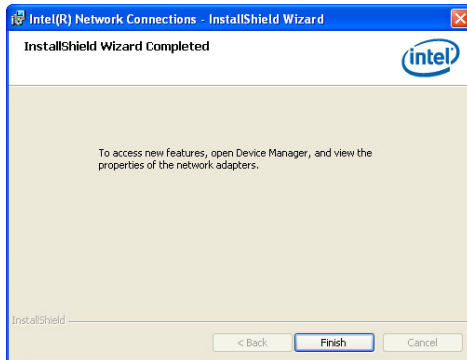 Intel(R) Network Connections - InstallShield Wizard
InstallShield Wizard Completed
intel
To access new features, open Device Manager, and view the
properties of the network adapters.
InstallShield
< Back
Finish
Cancel